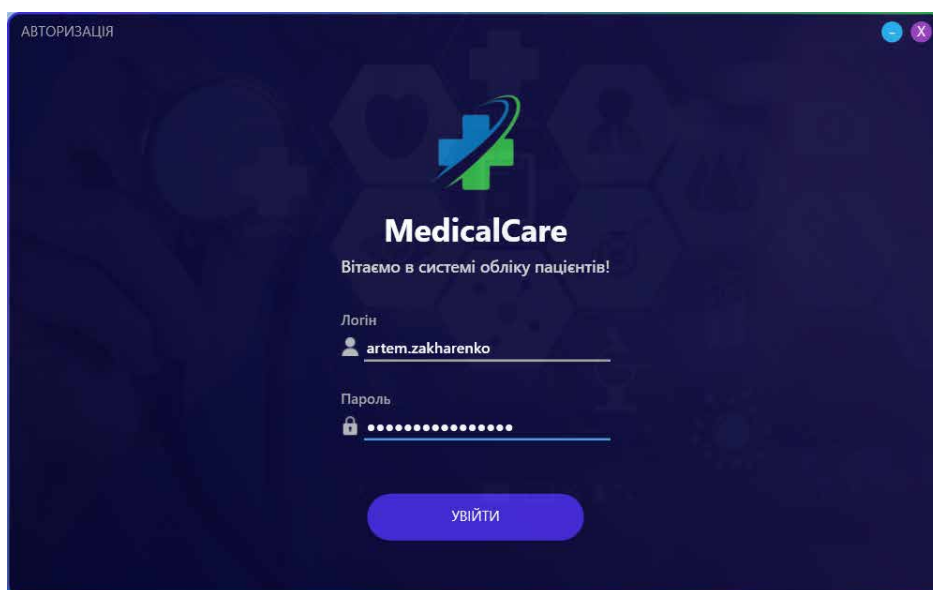 АВТОРИЗАЦІЯ
– X
MedicalCare
Вітаємо в системі обліку пацієнтів!
Логін
artem.zakharenko
Пароль
••••••••••••••••
УВІЙТИ